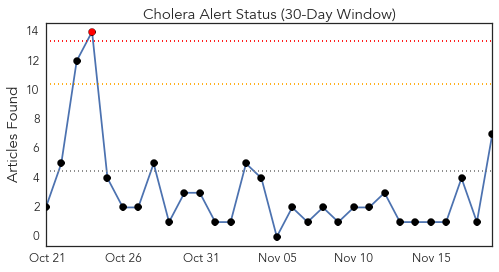 Cholera Alert Status (30-Day Window)
Articles Found
14
12
10
8
6
4
2
0
Oct 21 Oct 26 Oct 31 Nov 05 Nov 10 Nov 15